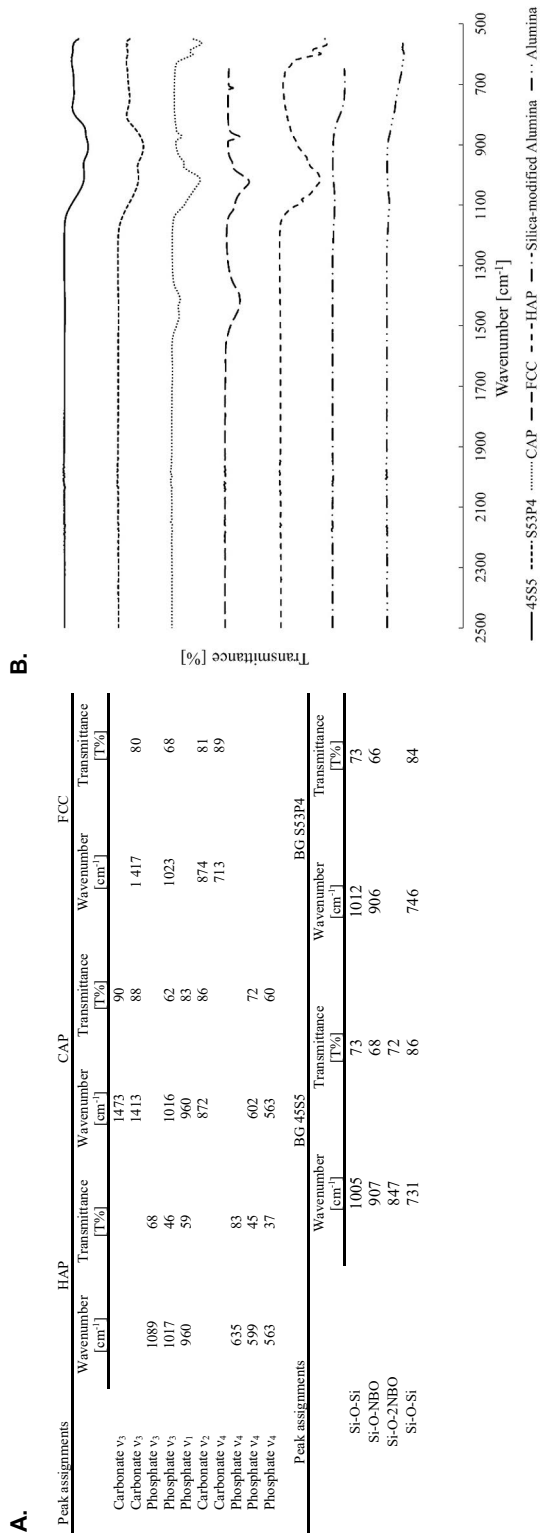 A.
Peak assignments HAP CAP FCC
Wavenumber [cm-1] Transmittance [T%] Wavenumber [cm-1] Transmittance [T%] Wavenumber [cm-1] Transmittance [T%]
Carbonate ν3 1473 90
Carbonate ν3 1413 88 1 417 80
Phosphate ν3 1089 68
Phosphate ν3 1017 46 1016 62 1023 68
Phosphate ν1 960 59 960 83
Carbonate ν2 872 86 874 81
Carbonate ν4 713 89
Phosphate ν4 635 83
Phosphate ν4 599 45 602 72
Phosphate ν4 563 37 563 60
Peak assignments BG 45S5 BG S53P4
Wavenumber [cm-1] Transmittance [T%] Wavenumber [cm-1] Transmittance [T%]
Si-O-Si 1005 73 1012 73
Si-O-NBO 907 68 906 66
Si-O-2NBO 847 72
Si-O-Si 731 86 746 84
B.
Transmittance [%]
2500 2300 2100 1900 1700 1500 1300 1100 900 700 500
Wavenumber [cm-1]
45S5 S53P4 CAP FCC HAP Silica-modified Alumina Alumina